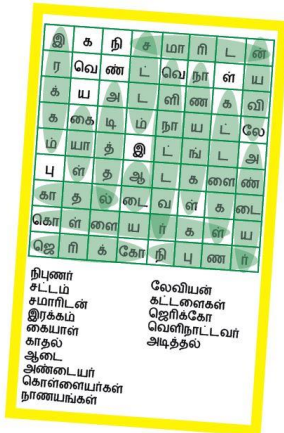 இ க நி ச மா ரி ட ன்
ர வெ ண் ட் வெ நா ள் ய
க் ய அ ட ளி ண க வி
க கை டி ம் நா ய ட் லே
ம் யா த் இ ட் ங் ட அ
பு ள் த ஆ ட க ளை ண்
கா த ல் டை வ ள் க டை
கொ ள் ளை ய ர் க ள் ய
ஜெ ரி க் கோ நி பு ண ர்
நிபுணர்
சட்டம்
சமாரிடன்
இரக்கம்
கையாள்
காதல்
ஆடை
அண்டையர்
கொள்ளையர்கள்
நாணயங்கள்
லேவியன்
கட்டளைகள்
ஜெரிக்கோ
வெளிநாட்டவர்
அடித்தல்